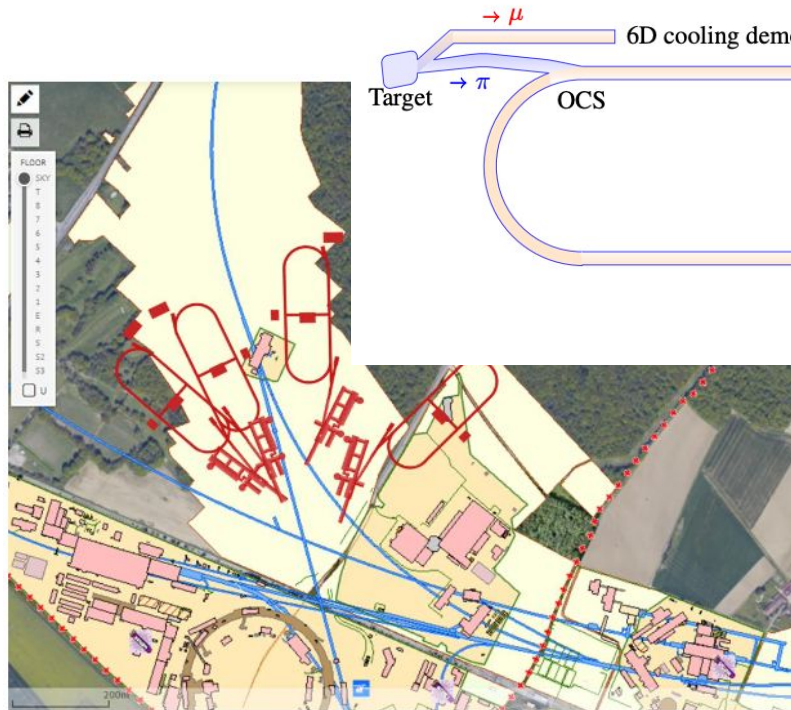 → μ
6D cooling demo
→ π
Target
OCS
FLOOR
SKY
T
8
7
6
5
4
3
2
1
E
R
S
S2
S3
U
200m